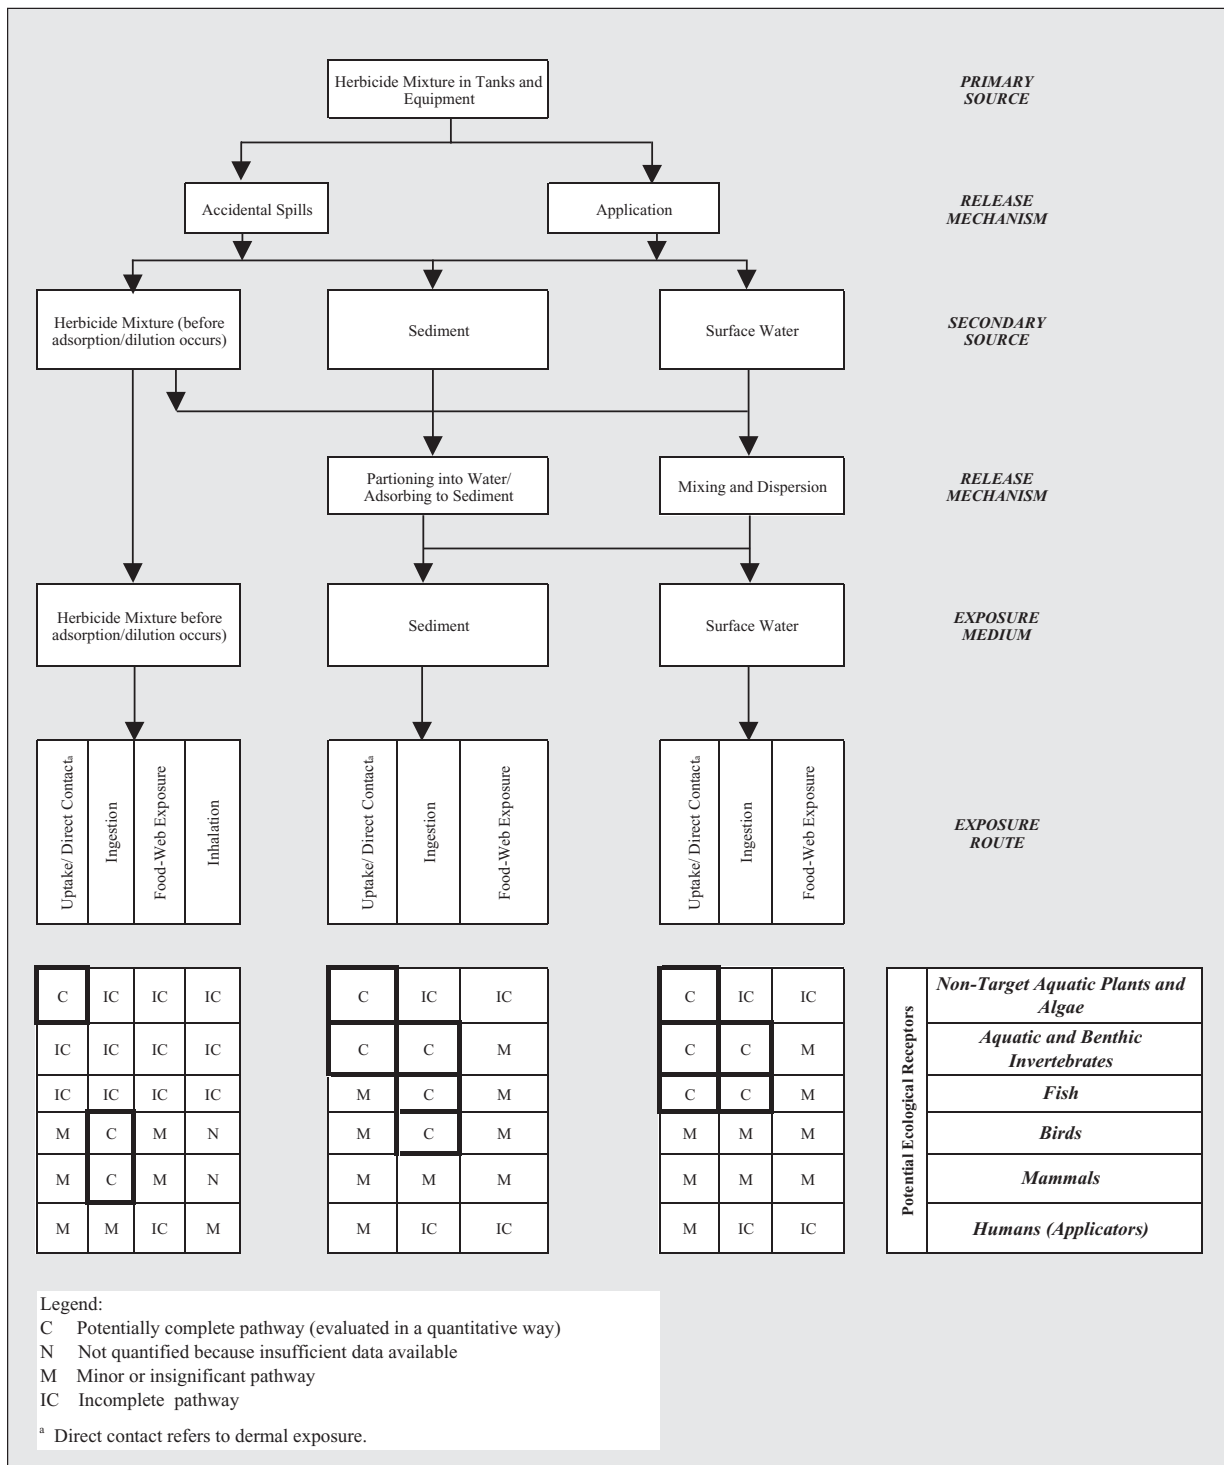 Herbicide Mixture in Tanks and
Equipment
PRIMARY
SOURCE
Accidental Spills
Application
RELEASE
MECHANISM
Herbicide Mixture (before
adsorption/dilution occurs)
Sediment
Surface Water
SECONDARY
SOURCE
Partioning into Water/
Adsorbing to Sediment
Mixing and Dispersion
RELEASE
MECHANISM
Herbicide Mixture before
adsorption/dilution occurs)
Sediment
Surface Water
EXPOSURE
MEDIUM
Uptake/ Direct Contacta
Ingestion
Food-Web Exposure
Inhalation
Uptake/ Direct Contacta
Ingestion
Food-Web Exposure
Uptake/ Direct Contacta
Ingestion
Food-Web Exposure
EXPOSURE
ROUTE
Potential Ecological Receptors
C IC IC IC C IC IC C IC IC Non-Target Aquatic Plants and
Algae
IC IC IC IC C C M C C M Aquatic and Benthic
Invertebrates
IC IC IC IC M C M C C M Fish
M C M N M C M M M M Birds
M C M N M M M M M M Mammals
M M IC M M IC IC M IC IC Humans (Applicators)
Legend:
C Potentially complete pathway (evaluated in a quantitative way)
N Not quantified because insufficient data available
M Minor or insignificant pathway
IC Incomplete pathway
a Direct contact refers to dermal exposure.